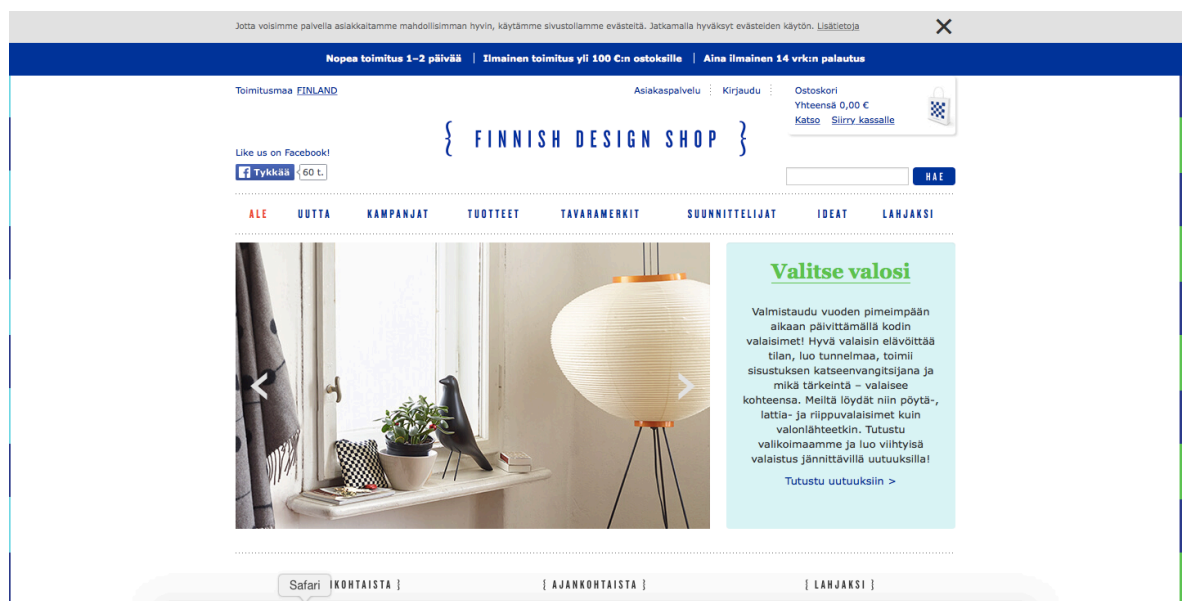 Jotta voisimme palvella asiakkaitamme mahdollisimman hyvin, käytämme sivustollamme evästeitä. Jatkamalla hyväksyt evästeiden käytön. Lisätietoja
Nopea toimitus 1–2 päivää | Ilmainen toimitus yli 100 €:n ostoksille | Aina ilmainen 14 vrk:n palautus
Toimitusmaa FINLAND
Asiakaspalvelu Kirjaudu
Ostoskori
Yhteensä 0,00 €
Katso Siirry kassalle
{ FINNISH DESIGN SHOP }
Like us on Facebook!
Tykkää 60 t.
HAE
ALE UUTTA KAMPANJAT TUOTTEET TAVARAMERKIT SUUNNITTELIJAT IDEAT LAHJAKSI
Valitse valosi
Valmistaudu vuoden pimeimpään
aikaan päivittämällä kodin
valaisimet! Hyvä valaisin elävöittää
tilan, luo tunnelmaa, toimii
sisustuksen katseenvangitsijana ja
mikä tärkeintä – valaisee
kohteensa. Meiltä löydät niin pöytä-,
lattia- ja riippuvalaisimet kuin
valonlähteetkin. Tutustu
valikoimaamme ja luo viihtyisä
valaistus jännittävillä uutuuksilla!
Tutustu uutuuksiin >
Safari KOHTAISTA } { AJANKOHTAISTA } { LAHJAKSI }